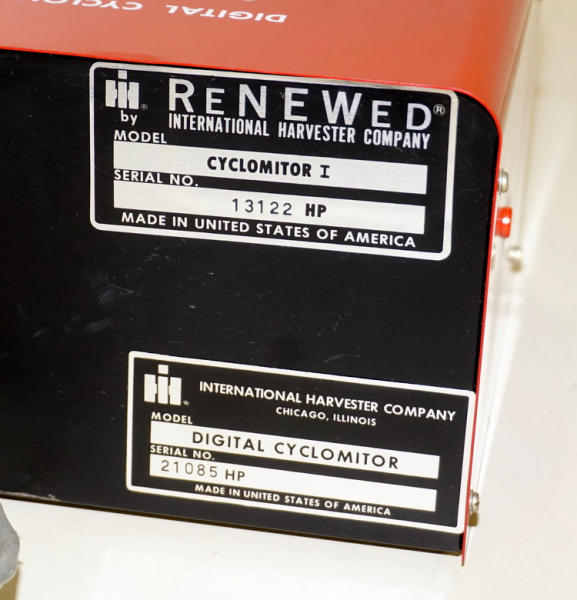 DIGITAL
RENEWED®
by INTERNATIONAL HARVESTER COMPANY
MODEL
CYCLOMITOR I
SERIAL NO.
13122 HP
MADE IN UNITED STATES OF AMERICA
IH
INTERNATIONAL HARVESTER COMPANY
CHICAGO, ILLINOIS
MODEL
DIGITAL CYCLOMITOR
SERIAL NO.
21085 HP
MADE IN UNITED STATES OF AMERICA